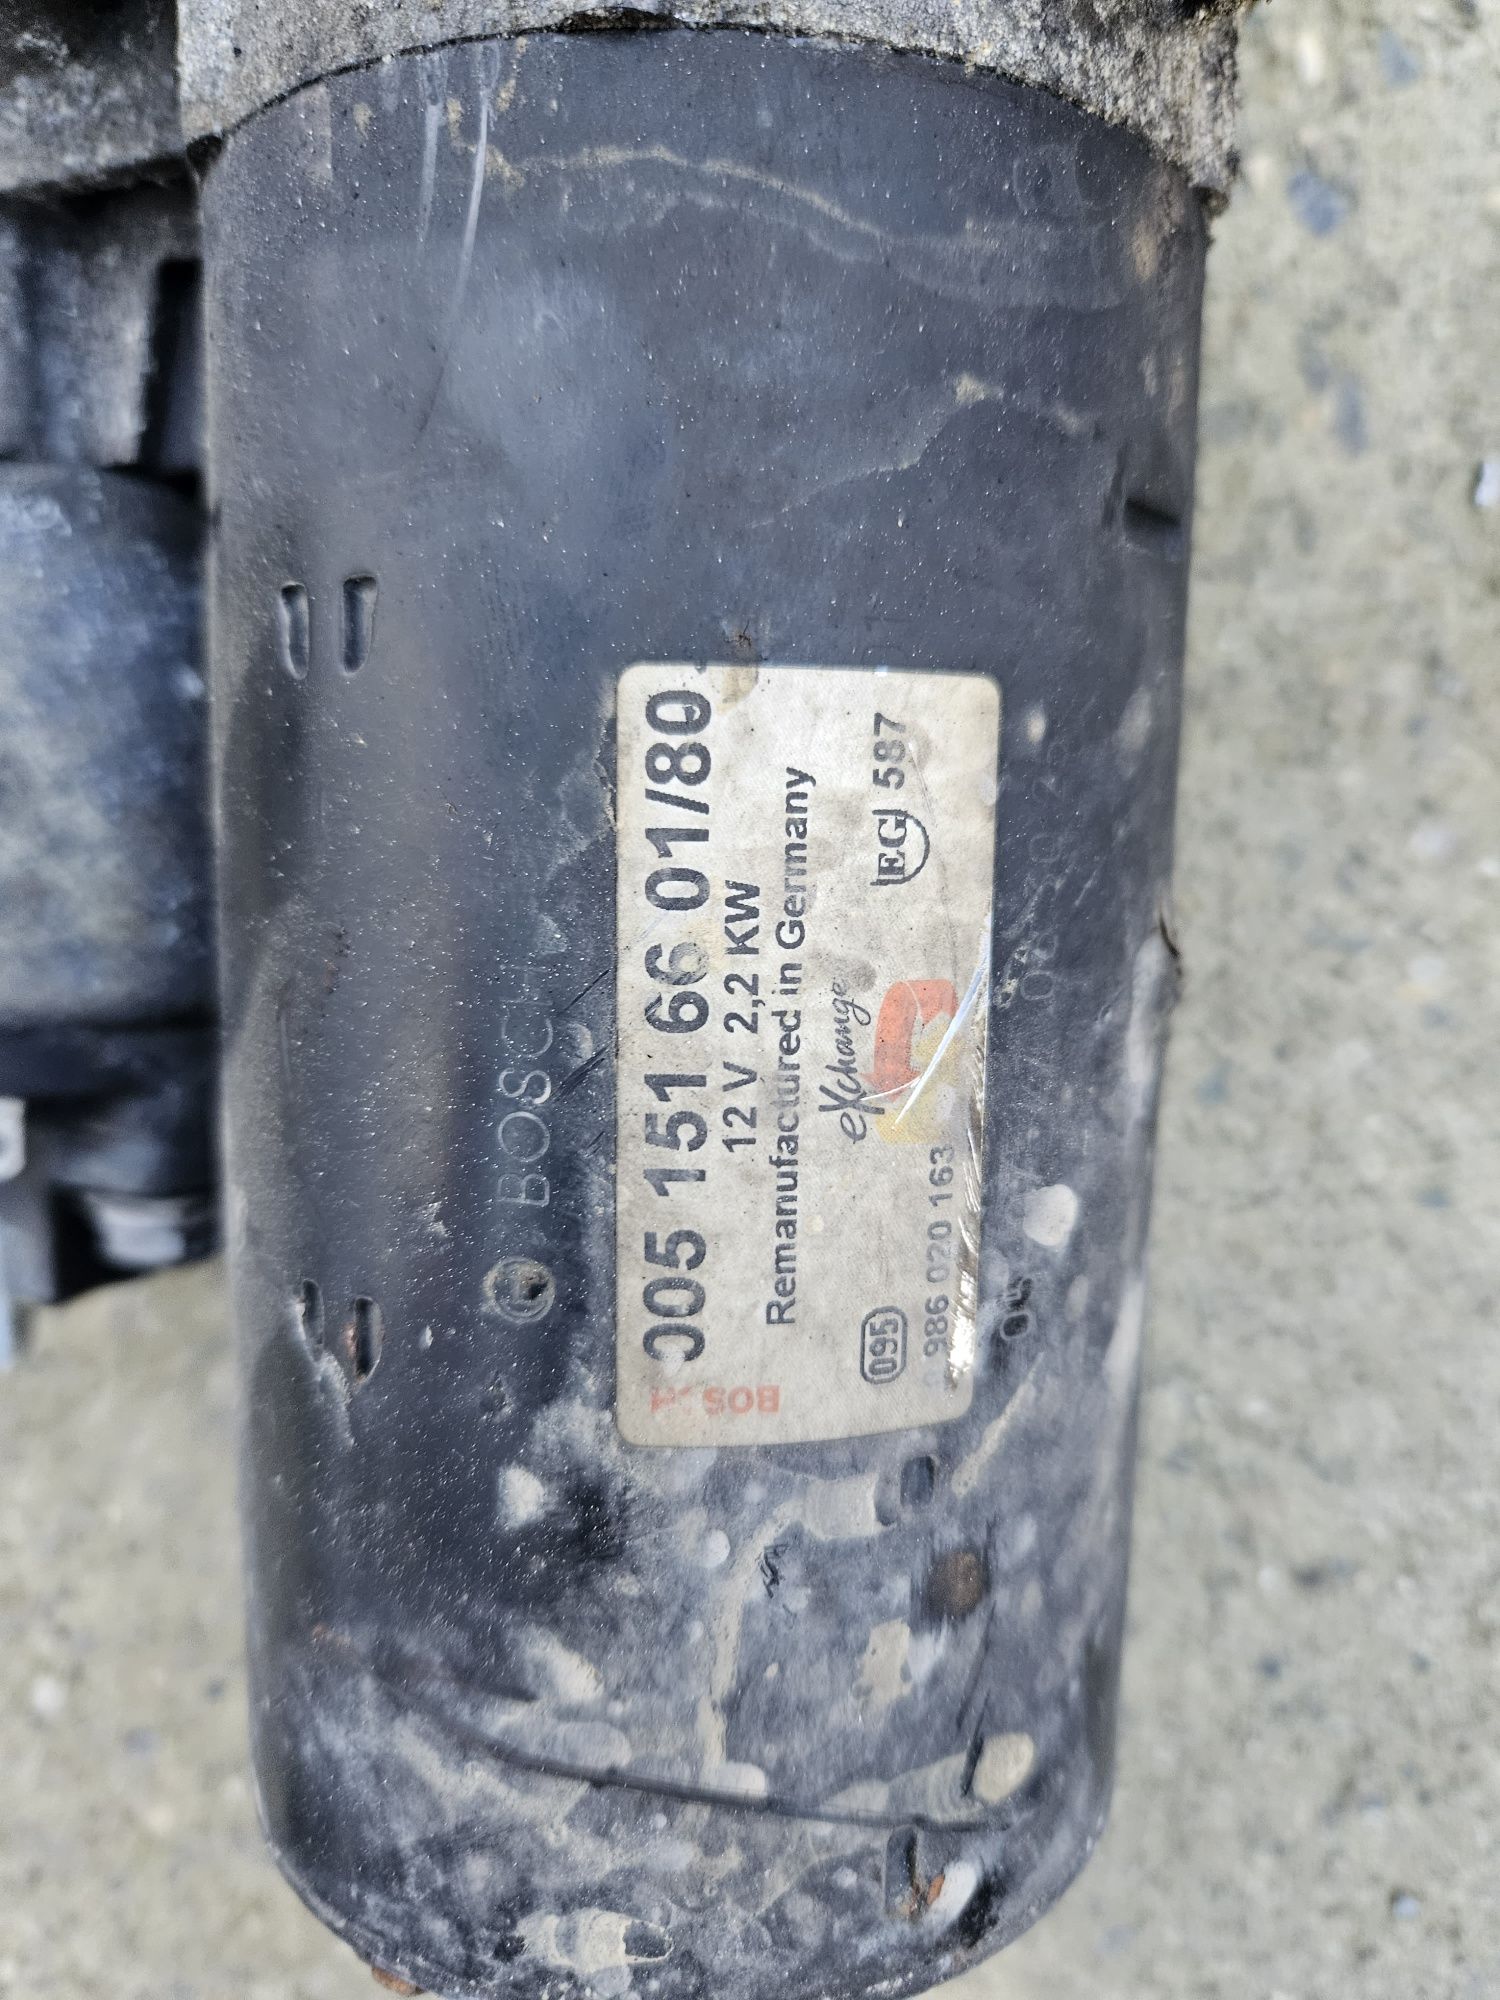 BOSCH
005 151 66 01/80
12 V 2,2 KW
Remanufactured in Germany
eXchange
EG 587
095
986 020 163
BOSCH